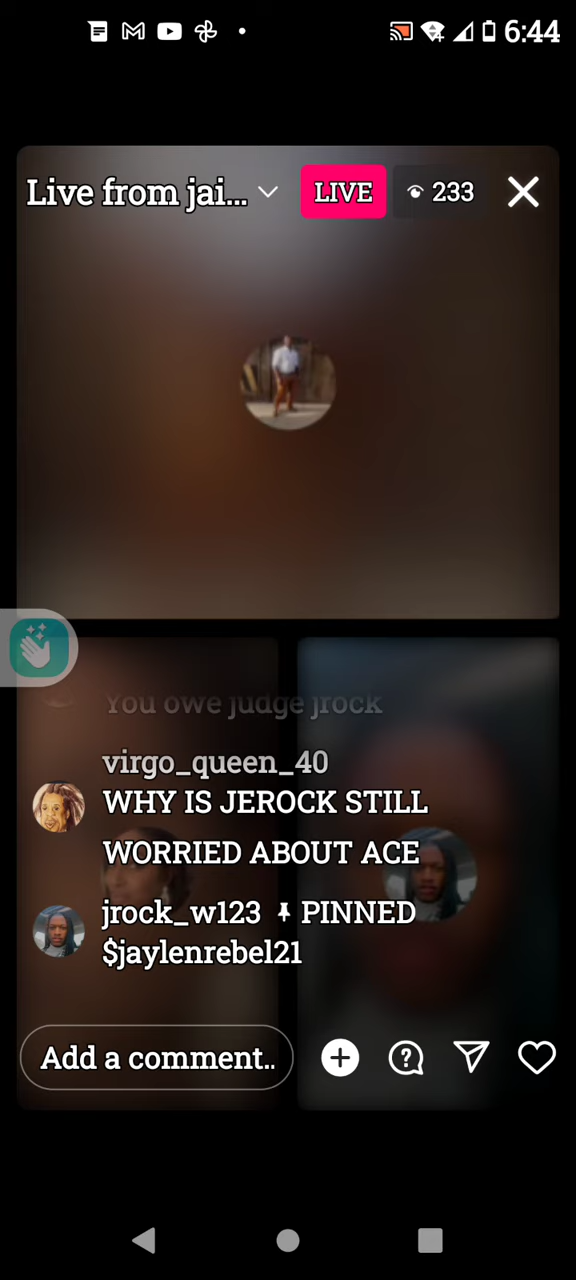 6:44
Live from jai...
LIVE
233
You owe judge jrock
virgo_queen_40
WHY IS JEROCK STILL
WORRIED ABOUT ACE
jrock_w123 PINNED
$jaylenrebel21
Add a comment..